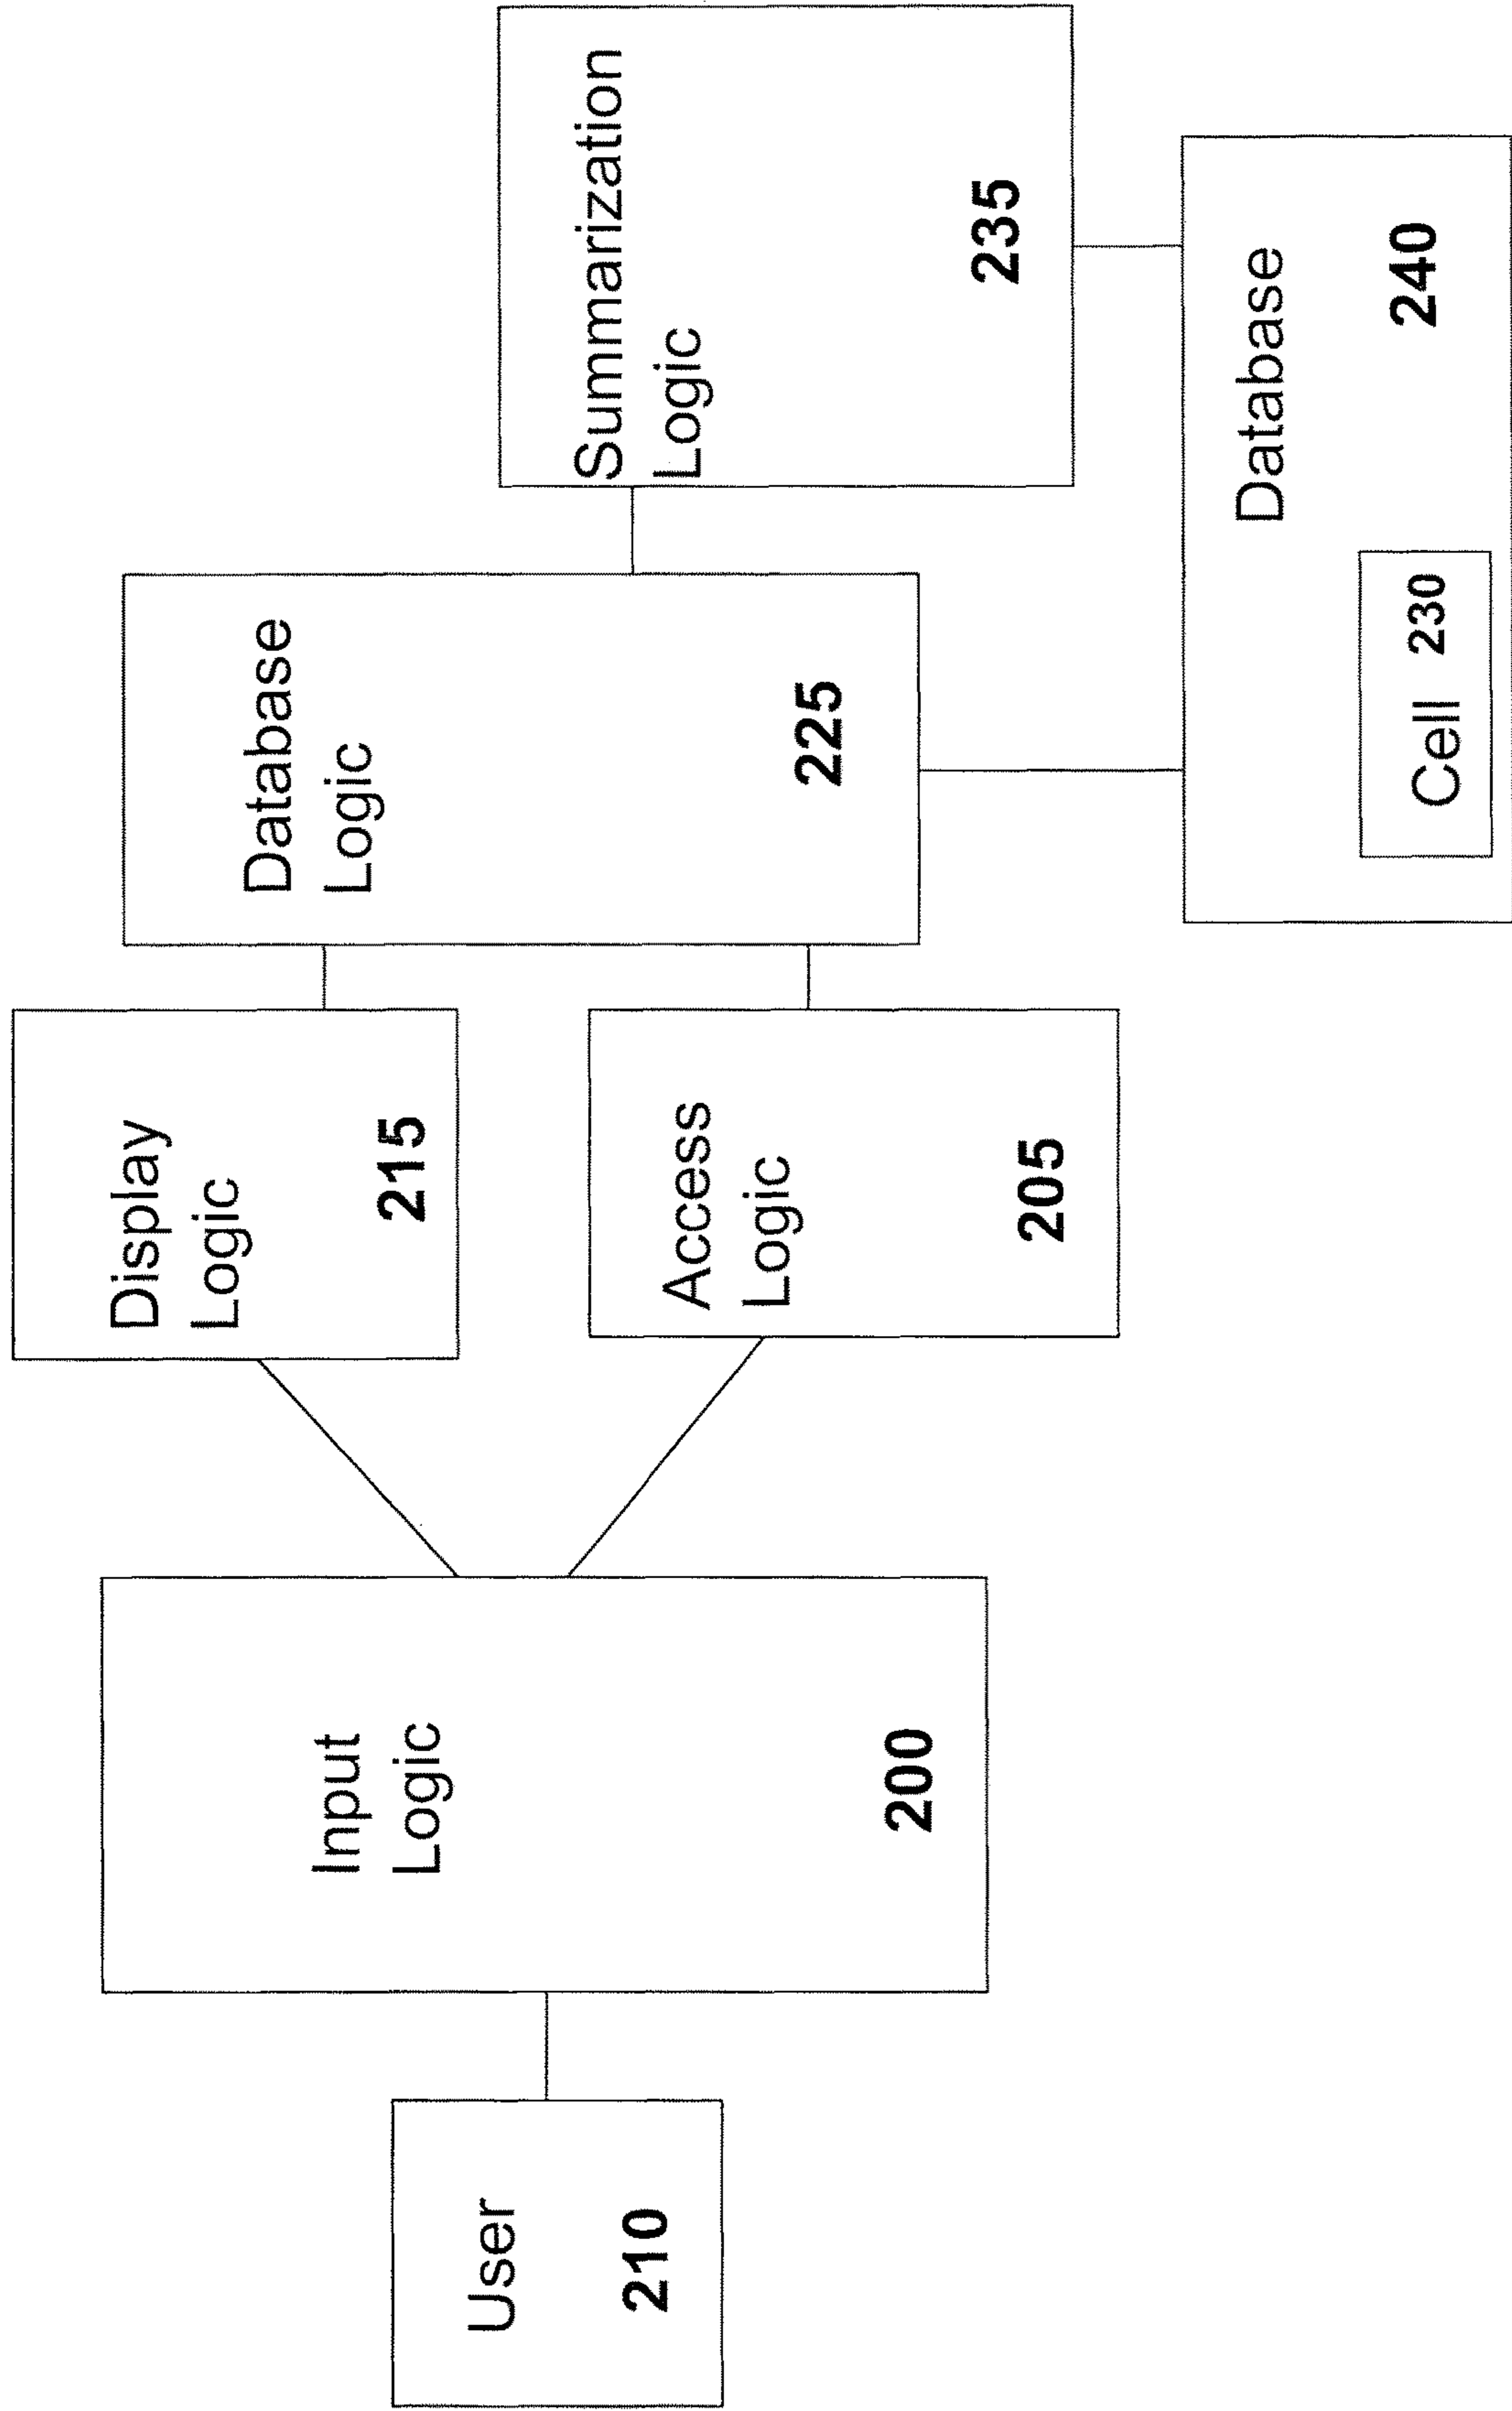 User
210
Input
Logic
200
Display
Logic
215
Access
Logic
205
Database
Logic
225
Summarization
Logic
235
Database
240
Cell 230